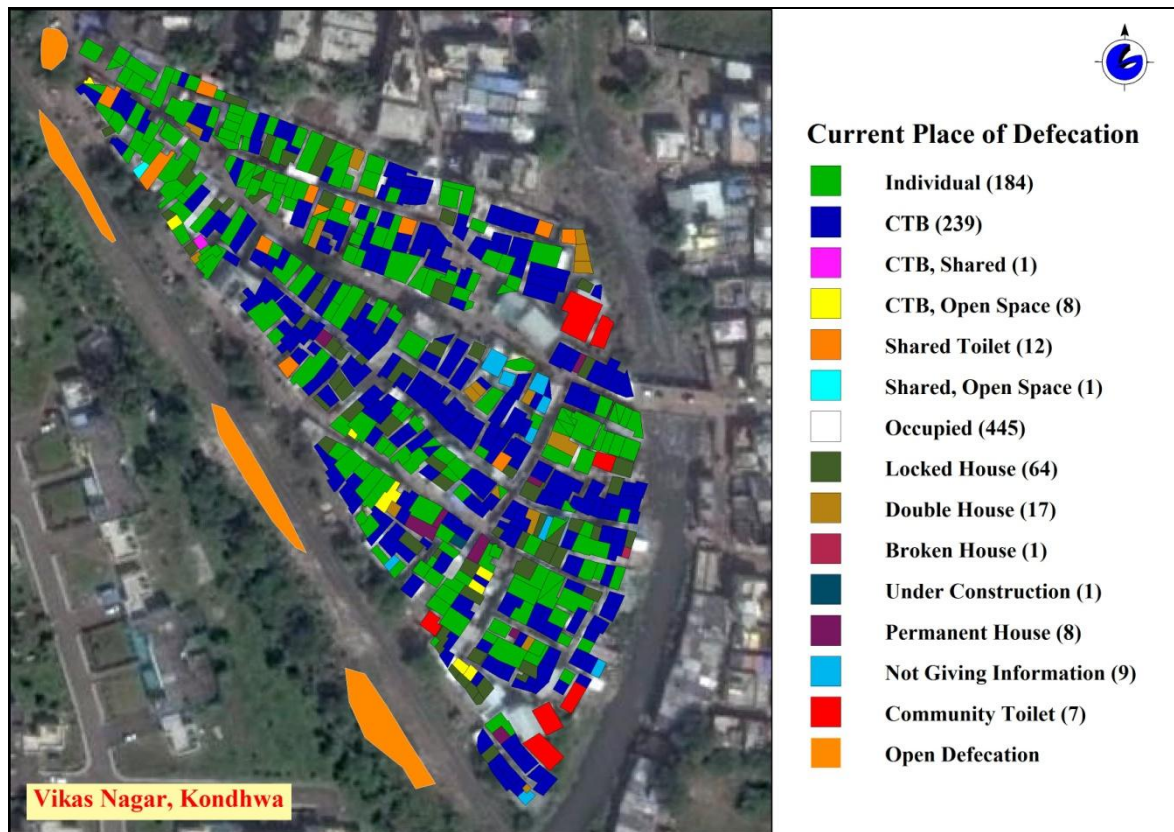 Current Place of Defecation
Individual (184)
CTB (239)
CTB, Shared (1)
CTB, Open Space (8)
Shared Toilet (12)
Shared, Open Space (1)
Occupied (445)
Locked House (64)
Double House (17)
Broken House (1)
Under Construction (1)
Permanent House (8)
Not Giving Information (9)
Community Toilet (7)
Open Defecation
Vikas Nagar, Kondhwa